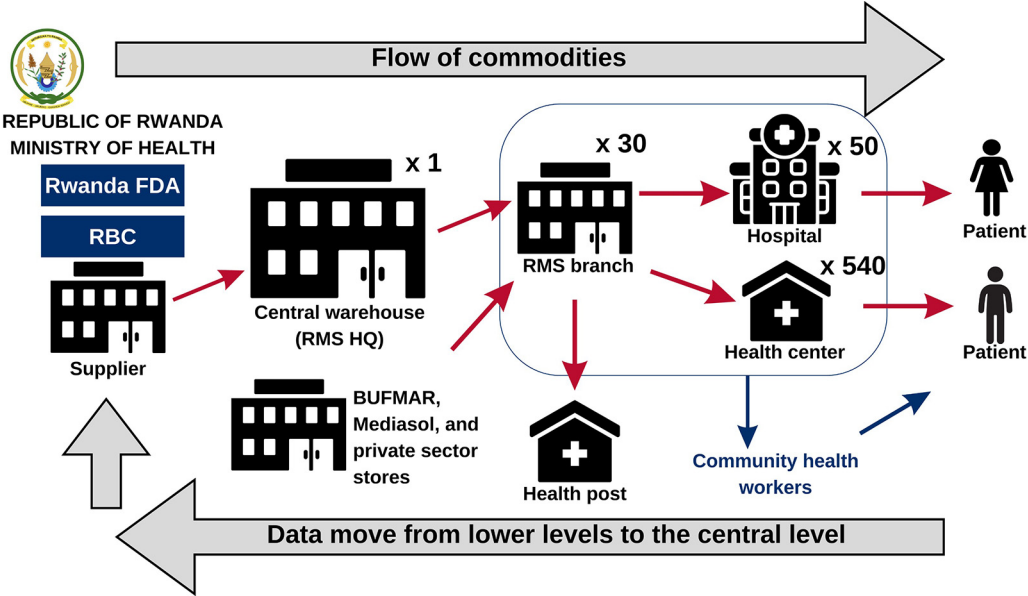 Flow of commodities
REPUBLIC OF RWANDA
MINISTRY OF HEALTH
Rwanda FDA
RBC
Supplier
x 1
Central warehouse
(RMS HQ)
BUFMAR,
Mediasol, and
private sector
stores
x 30
RMS branch
x 50
Hospital
x 540
Health center
Health post
Patient
Patient
Community health
workers
Data move from lower levels to the central level